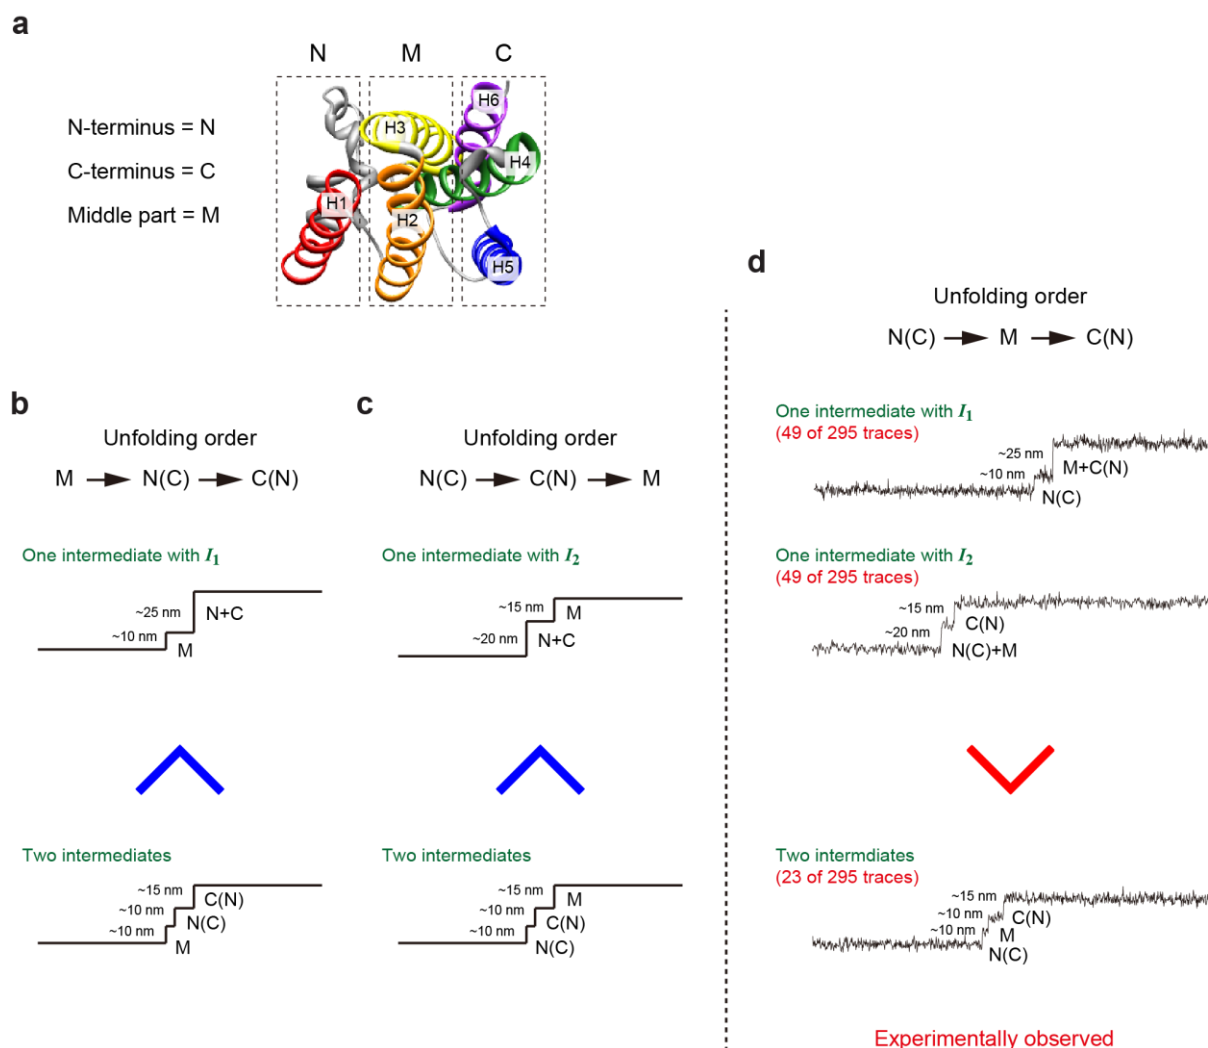 a
N M C
N-terminus = N
C-terminus = C
Middle part = M
H6
H3
H4
H1
H2
H5
b
Unfolding order
M N(C) C(N)
One intermediate with I1
~25 nm
N+C
~10 nm
M
Two intermediates
~15 nm
C(N)
~10 nm
N(C)
~10 nm
M
c
Unfolding order
N(C) C(N) M
One intermediate with I2
~15 nm
M
~20 nm
N+C
Two intermediates
~15 nm
M
~10 nm
C(N)
~10 nm
N(C)
d
Unfolding order
N(C) M C(N)
One intermediate with I1
(49 of 295 traces)
~25 nm
M+C(N)
~10 nm
N(C)
One intermediate with I2
(49 of 295 traces)
~15 nm
C(N)
~20 nm
N(C)+M
Two intermdiates
(23 of 295 traces)
~15 nm
~10 nm
C(N)
~10 nm
M
N(C)
Experimentally observed